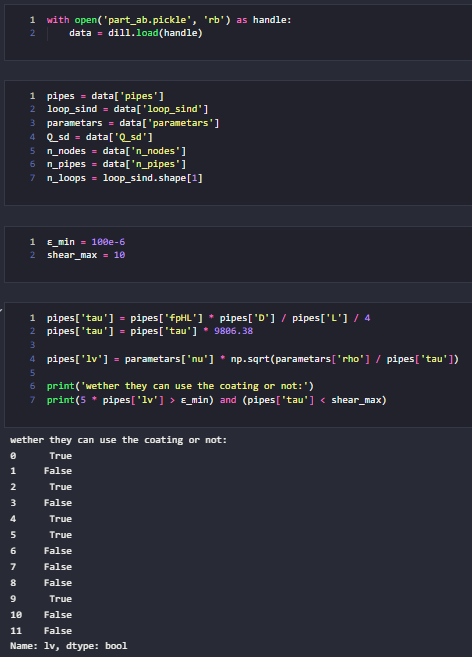 1 with open('part_ab.pickle', 'rb') as handle:
2     data = dill.load(handle)
1 pipes = data['pipes']
2 loop_sind = data['loop_sind']
3 parametars = data['parametars']
4 Q_sd = data['Q_sd']
5 n_nodes = data['n_nodes']
6 n_pipes = data['n_pipes']
7 n_loops = loop_sind.shape[1]
1 ε_min = 100e-6
2 shear_max = 10
1 pipes['tau'] = pipes['fpHL'] * pipes['D'] / pipes['L'] / 4
2 pipes['tau'] = pipes['tau'] * 9806.38
3
4 pipes['lv'] = parametars['nu'] * np.sqrt(parametars['rho'] / pipes['tau'])
5
6 print('wether they can use the coating or not:')
7 print(5 * pipes['lv'] > ε_min) and (pipes['tau'] < shear_max)
wether they can use the coating or not:
0 True
1 False
2 True
3 False
4 True
5 True
6 False
7 False
8 False
9 True
10 False
11 False
Name: lv, dtype: bool